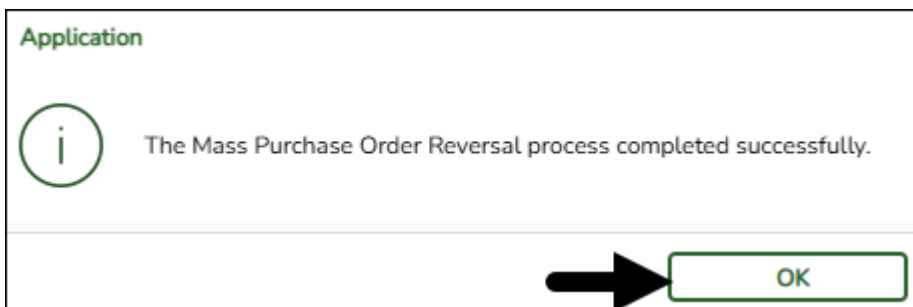 Application
i
The Mass Purchase Order Reversal process completed successfully.
OK